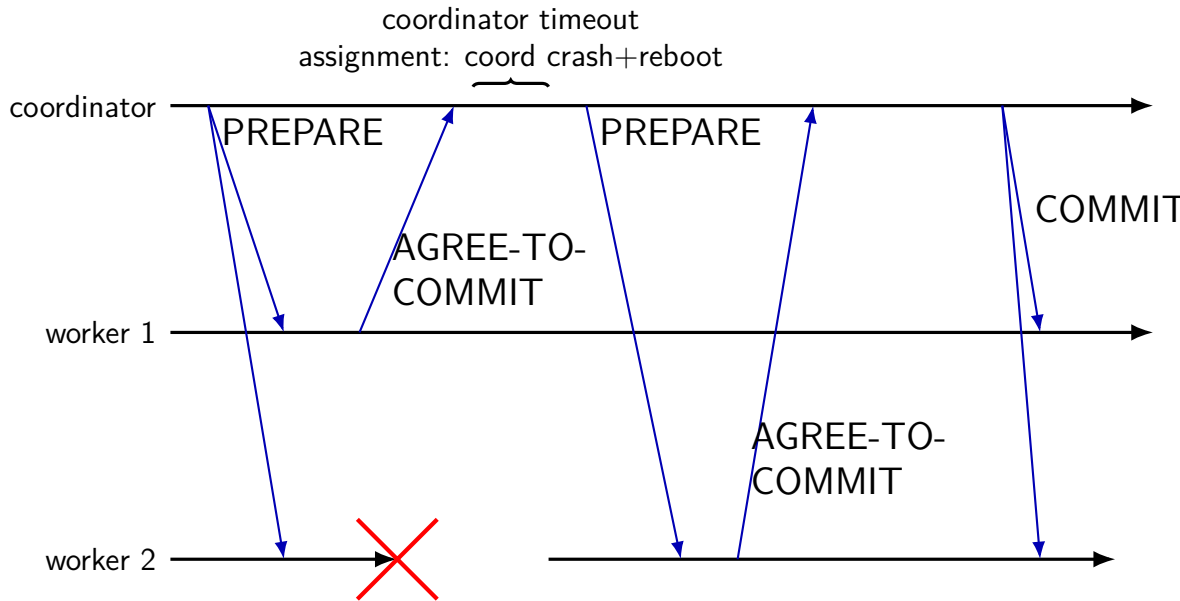 coordinator timeout
assignment: coord crash+reboot
coordinator
PREPARE
PREPARE
COMMIT
AGREE-TO-
COMMIT
worker 1
AGREE-TO-
COMMIT
worker 2